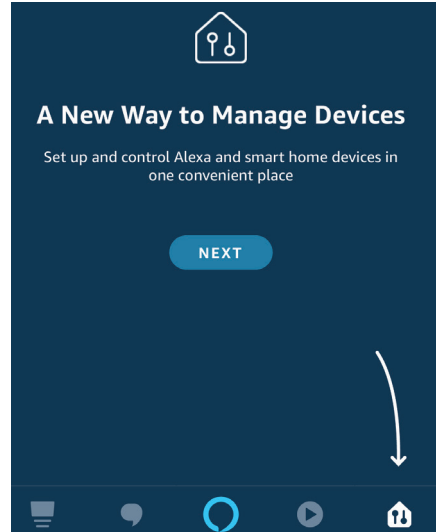 A New Way to Manage Devices
Set up and control Alexa and smart home devices in
one convenient place
NEXT